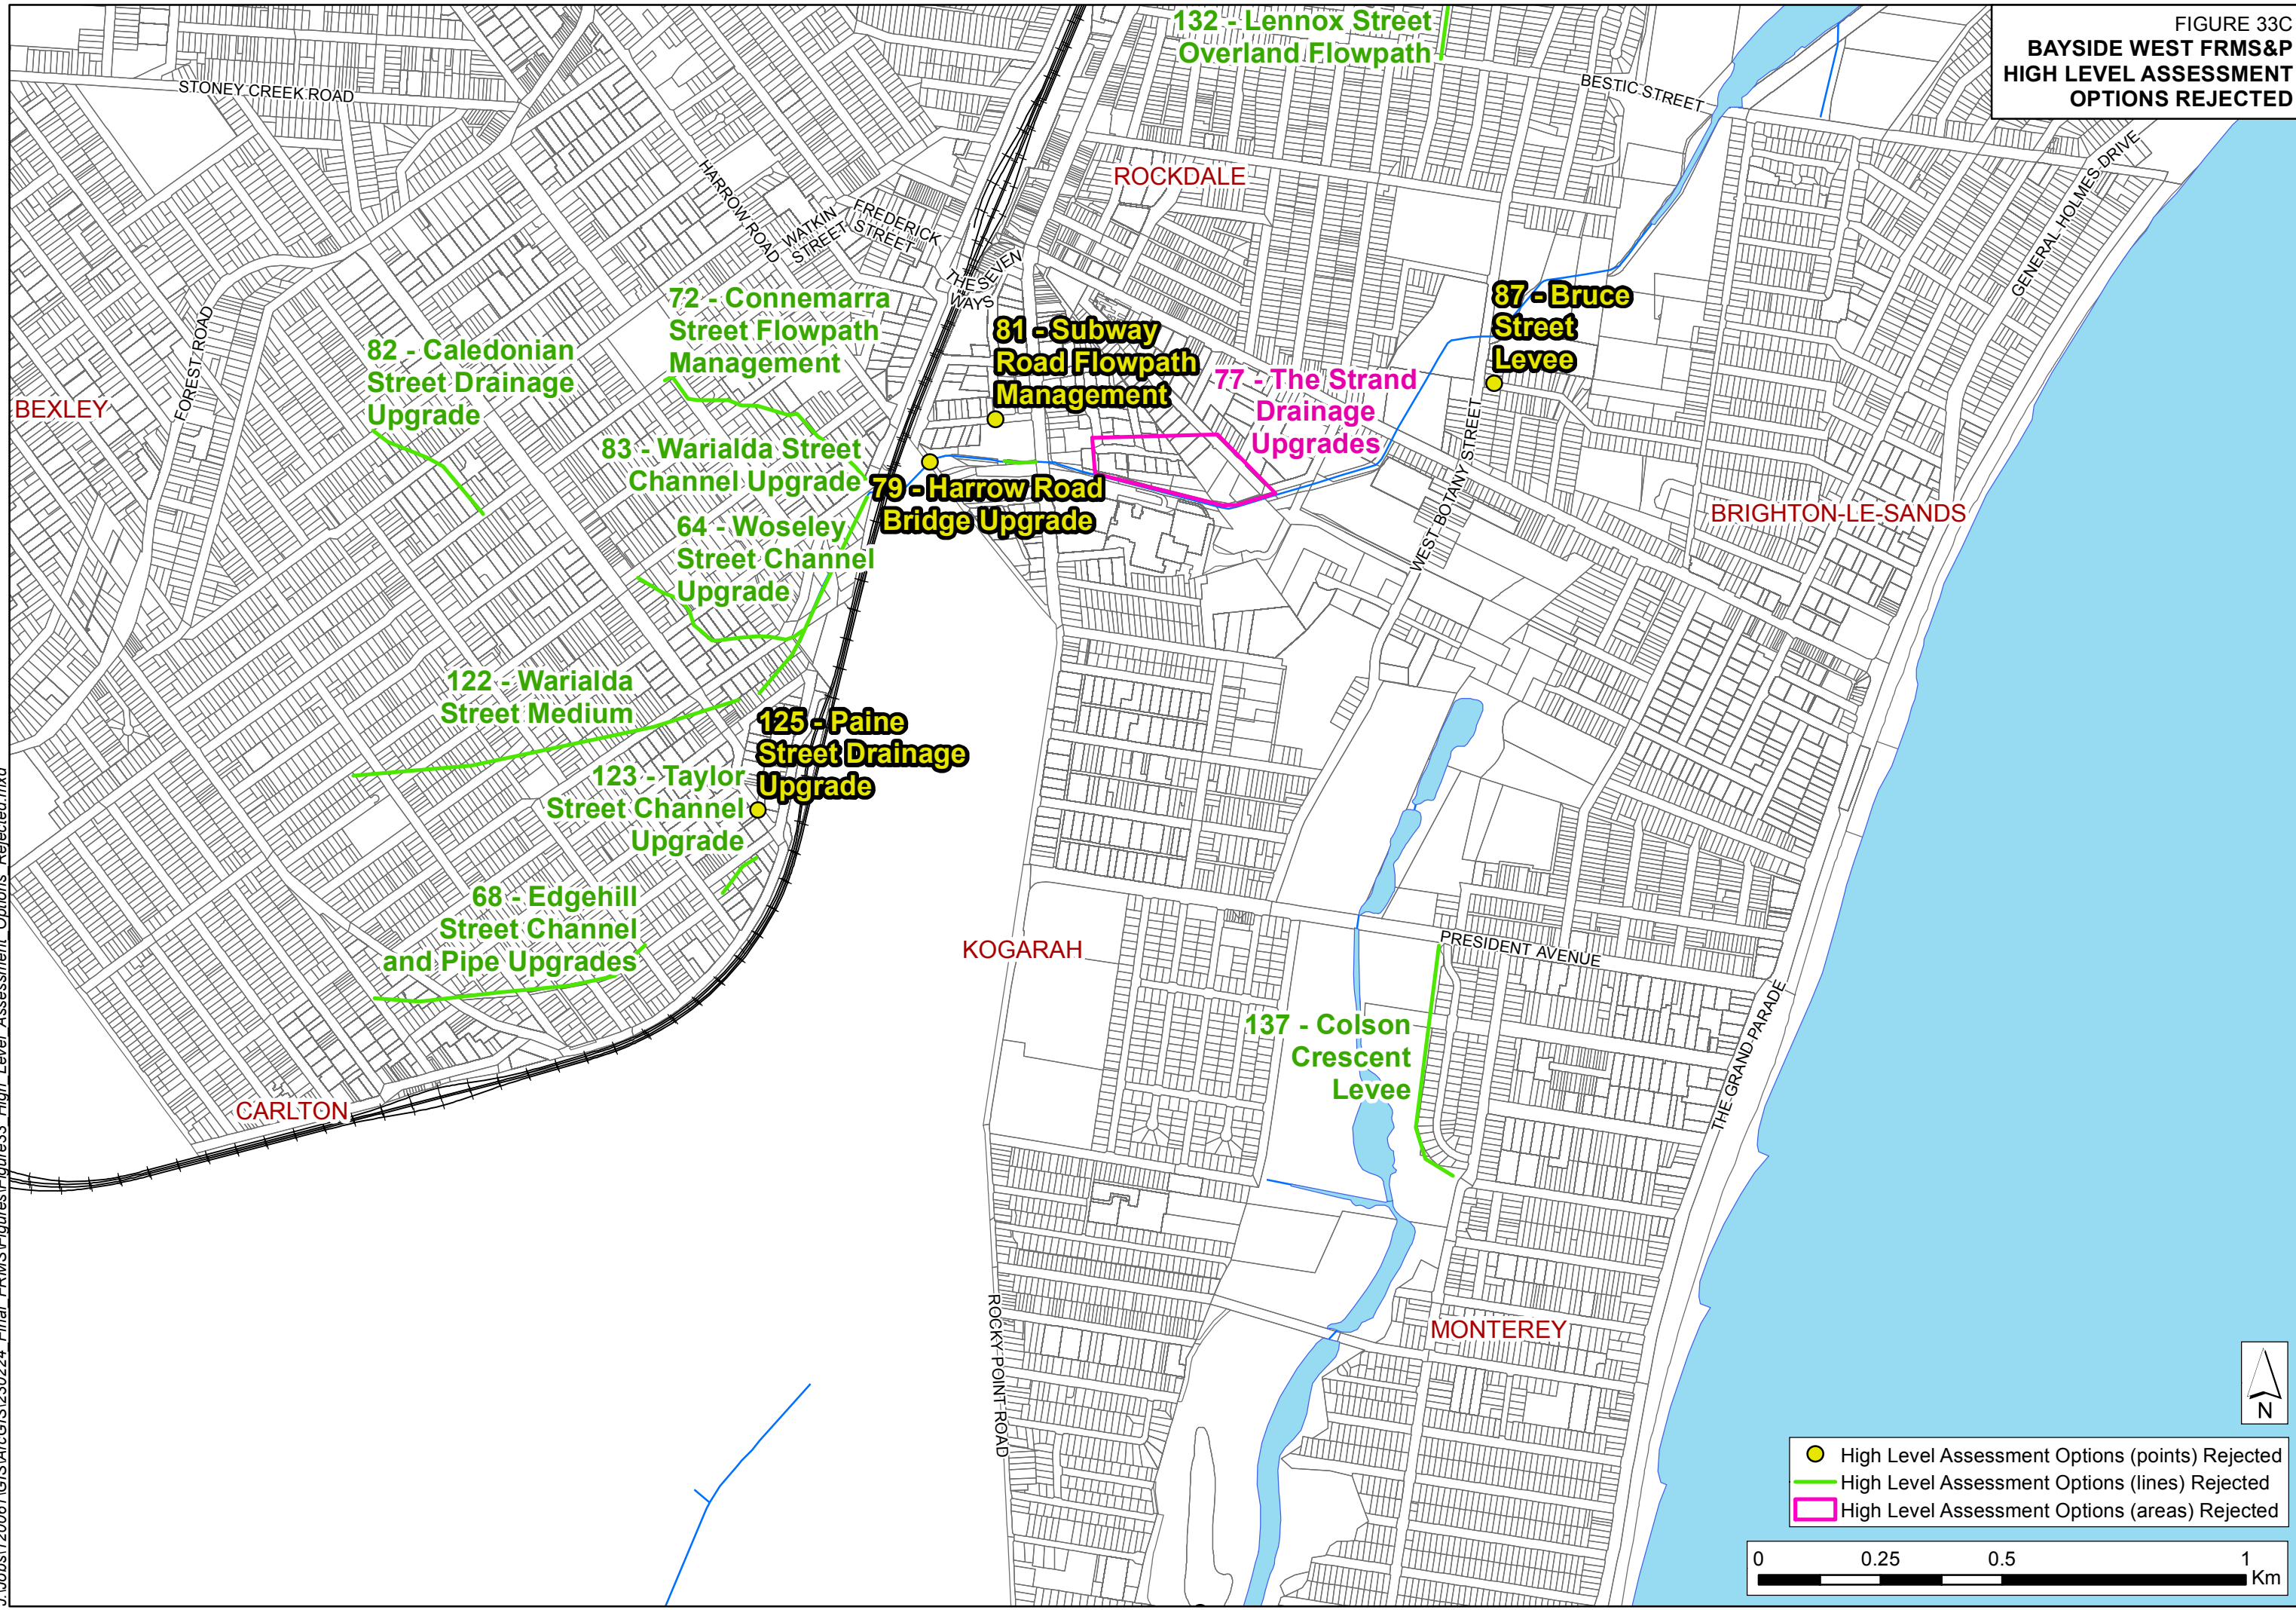 FIGURE 33C
BAYSIDE WEST FRMS&P
HIGH LEVEL ASSESSMENT
OPTIONS REJECTED
132 - Lennox Street
Overland Flowpath
STONEY CREEK ROAD
BESTIC STREET
HARROW ROAD
WATKIN
STREET
FREDERICK
STREET
ROCKDALE
GENERAL HOLMES DRIVE
THE SEVEN
WAYS
FOREST ROAD
72 - Connemarra
Street Flowpath
Management
81 - Subway
Road Flowpath
Management
87 - Bruce
Street
Levee
82 - Caledonian
Street Drainage
Upgrade
BEXLEY
77 - The Strand
Drainage
Upgrades
83 - Warialda Street
Channel Upgrade
79 - Harrow Road
Bridge Upgrade
WEST BOTANY STREET
BRIGHTON-LE-SANDS
64 - Woseley
Street Channel
Upgrade
122 - Warialda
Street Medium
125 - Paine
Street Drainage
Upgrade
123 - Taylor
Street Channel
Upgrade
68 - Edgehill
Street Channel
and Pipe Upgrades
KOGARAH
PRESIDENT AVENUE
137 - Colson
Crescent
Levee
THE GRAND PARADE
CARLTON
ROCKY POINT ROAD
MONTEREY
N
High Level Assessment Options (points) Rejected
High Level Assessment Options (lines) Rejected
High Level Assessment Options (areas) Rejected
0 0.25 0.5 1
Km